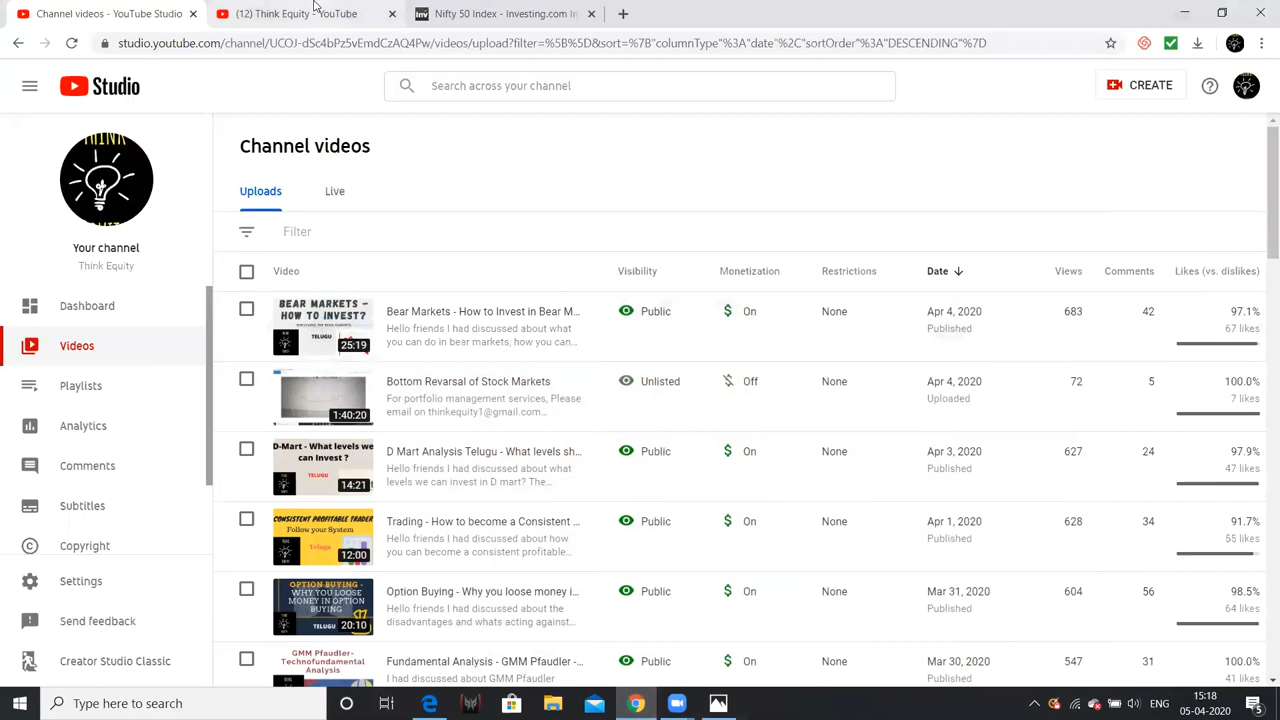 Channel videos - YouTube Studio
(12) Think Equity - YouTube
Inv Nifty 50 Index - Investing.com In
studio.youtube.com/channel/UCOJ-dSc4bPz5vEmdCzAQ4Pw/videos/upload?filter=%5B%5D&sort=%7B"columnType"%3A"date"%2C"sortOrder"%3A"DESCENDING"%7D
Studio
Search across your channel
CREATE
THINK
EQUITY
Your channel
Think Equity
Dashboard
Videos
Playlists
Analytics
Comments
Subtitles
Copyright
Settings
Send feedback
Creator Studio Classic
Channel videos
Uploads Live
Filter
Video Visibility Monetization Restrictions Date Views Comments Likes (vs. dislikes)
BEAR MARKETS -
HOW TO INVEST?
TELUGU
25:19
Bear Markets - How to Invest in Bear M...
Hello friends I had discussed about what
you can do in bear markets, how you can...
Public On None Apr 4, 2020 683 42 97.1%
Published 67 likes
1:40:20
Bottom Revarsal of Stock Markets
For portfolio management services, Please
email on thinkequity1@gmail.com...
Unlisted Off None Apr 4, 2020 72 5 100.0%
Uploaded 7 likes
D-Mart - What levels we
can Invest ?
TELUGU
14:21
D Mart Analysis Telugu - What levels sh...
Hello friends I had discussed about what
levels we can invest in D mart? The...
Public On None Apr 3, 2020 627 24 97.9%
Published 47 likes
CONSISTENT PROFITABLE TRADER
Follow your System
Telugu
12:00
Trading - How to become a Consistent ...
Hello friends I had discussed about how
you can become a consistent profitable...
Public On None Apr 1, 2020 628 34 91.7%
Published 55 likes
OPTION BUYING -
WHY YOU LOOSE
MONEY IN OPTION
BUYING
TELUGU
20:10
Option Buying - Why you loose money i...
Hello friends I had discussed about the
disadvantages and whats acting against...
Public On None Mar 31, 2020 604 56 98.5%
Published 64 likes
GMM Pfaudler-
Technofundamental
Analysis
Fundamental Analysis - GMM Pfaudler -...
I had discussed about GMM Pfaudler
Public On None Mar 30, 2020 547 31 100.0%
Published 41 likes
Type here to search
ENG
15:18
05-04-2020
5